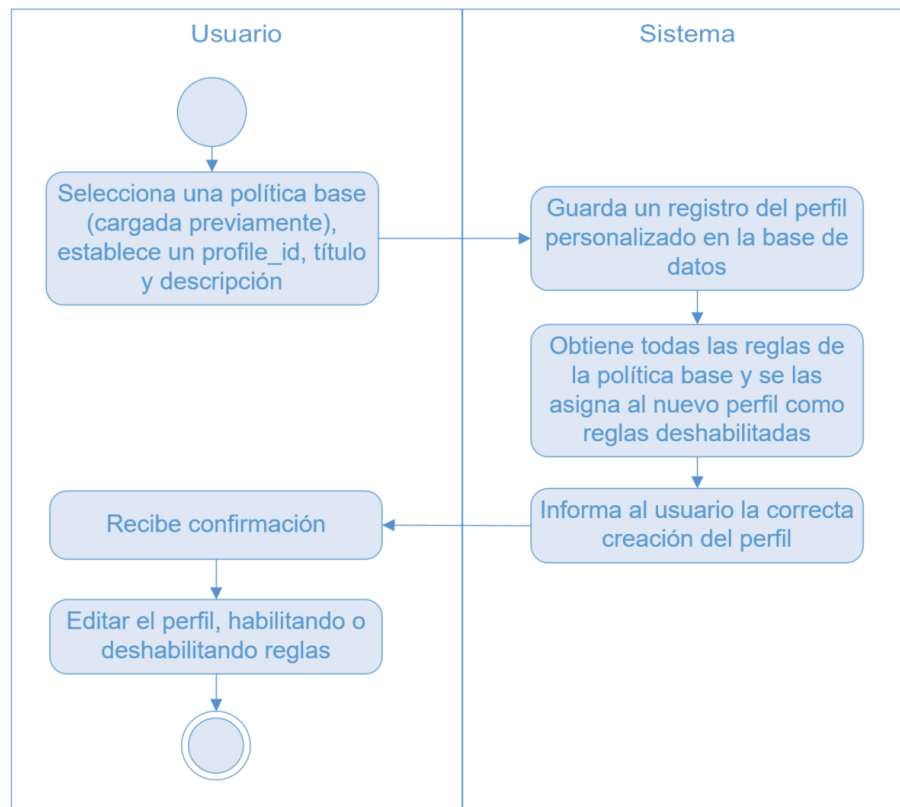 Usuario
Sistema
Selecciona una política base
(cargada previamente),
establece un profile_id, título
y descripción
Guarda un registro del perfil
personalizado en la base de
datos
Obtiene todas las reglas de
la política base y se las
asigna al nuevo perfil como
reglas deshabilitadas
Informa al usuario la correcta
creación del perfil
Recibe confirmación
Editar el perfil, habilitando o
deshabilitando reglas